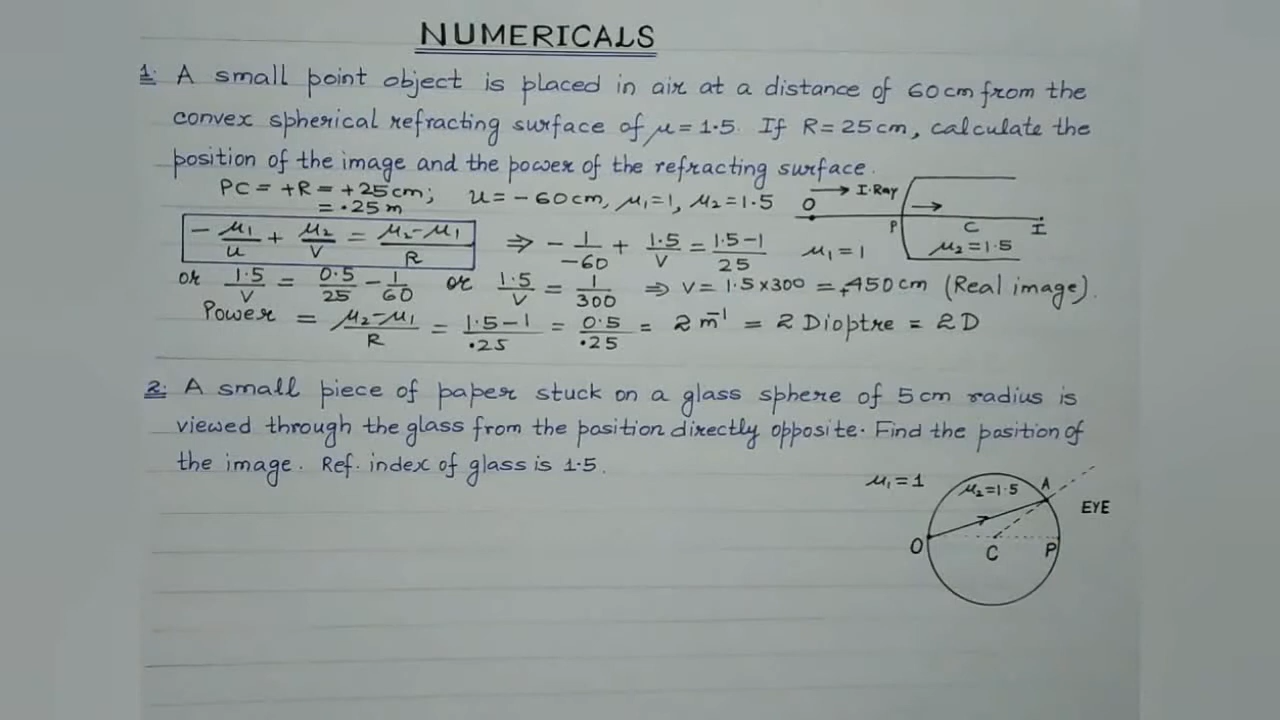 NUMERICALS
1. A small point object is placed in air at a distance of 60 cm from the
convex spherical refracting surface of μ = 1.5. If R = 25 cm, calculate the
position of the image and the power of the refracting surface.
PC = +R = +25 cm; u = - 60 cm, μ₁ = 1, μ₂ = 1.5
= .25 m
O → I. Ray
P C I
μ₁ = 1 μ₂ = 1.5
- μ₁/u + μ₂/V = μ₂-μ₁/R ⇒ - 1/-60 + 1.5/V = 1.5-1/25
or 1.5/V = 0.5/25 - 1/60 or 1.5/V = 1/300 ⇒ V = 1.5 x 300 = +450 cm (Real image).
Power = μ₂-μ₁/R = 1.5-1/.25 = 0.5/.25 = 2 m⁻¹ = 2 Dioptre = 2 D
2. A small piece of paper stuck on a glass sphere of 5 cm radius is
viewed through the glass from the position directly opposite. Find the position of
the image. Ref. index of glass is 1.5.
μ₁ = 1 μ₂ = 1.5 A
EYE
O C P